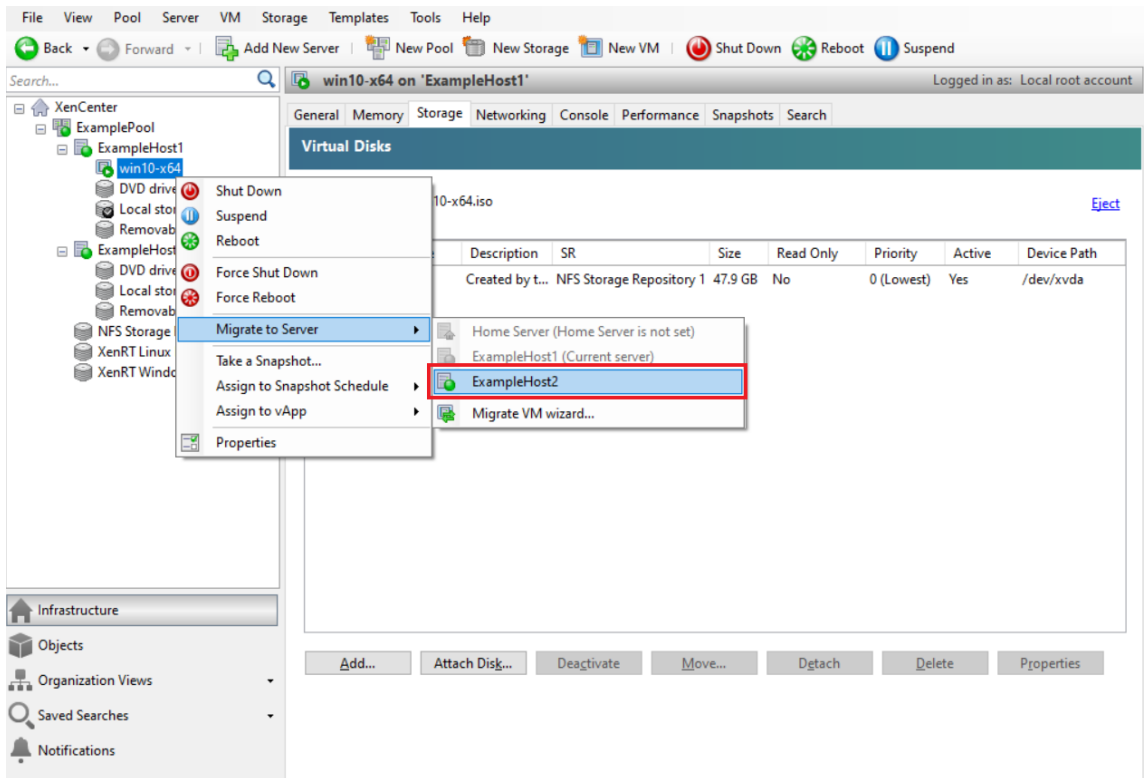 File View Pool Server VM Storage Templates Tools Help
Back Forward Add New Server New Pool New Storage New VM Shut Down Reboot Suspend
Search...
win10-x64 on 'ExampleHost1' Logged in as: Local root account
XenCenter
ExamplePool
ExampleHost1
win10-x64
DVD drive
Local stor
Removab
ExampleHost
DVD drive
Local stor
Removab
NFS Storage
XenRT Linux
XenRT Windo
General Memory Storage Networking Console Performance Snapshots Search
Virtual Disks
10-x64.iso Eject
Description SR Size Read Only Priority Active Device Path
Created by t... NFS Storage Repository 1 47.9 GB No 0 (Lowest) Yes /dev/xvda
Shut Down
Suspend
Reboot
Force Shut Down
Force Reboot
Migrate to Server
Take a Snapshot...
Assign to Snapshot Schedule
Assign to vApp
Properties
Home Server (Home Server is not set)
ExampleHost1 (Current server)
ExampleHost2
Migrate VM wizard...
Add... Attach Disk... Deactivate Move... Detach Delete Properties
Infrastructure
Objects
Organization Views
Saved Searches
Notifications